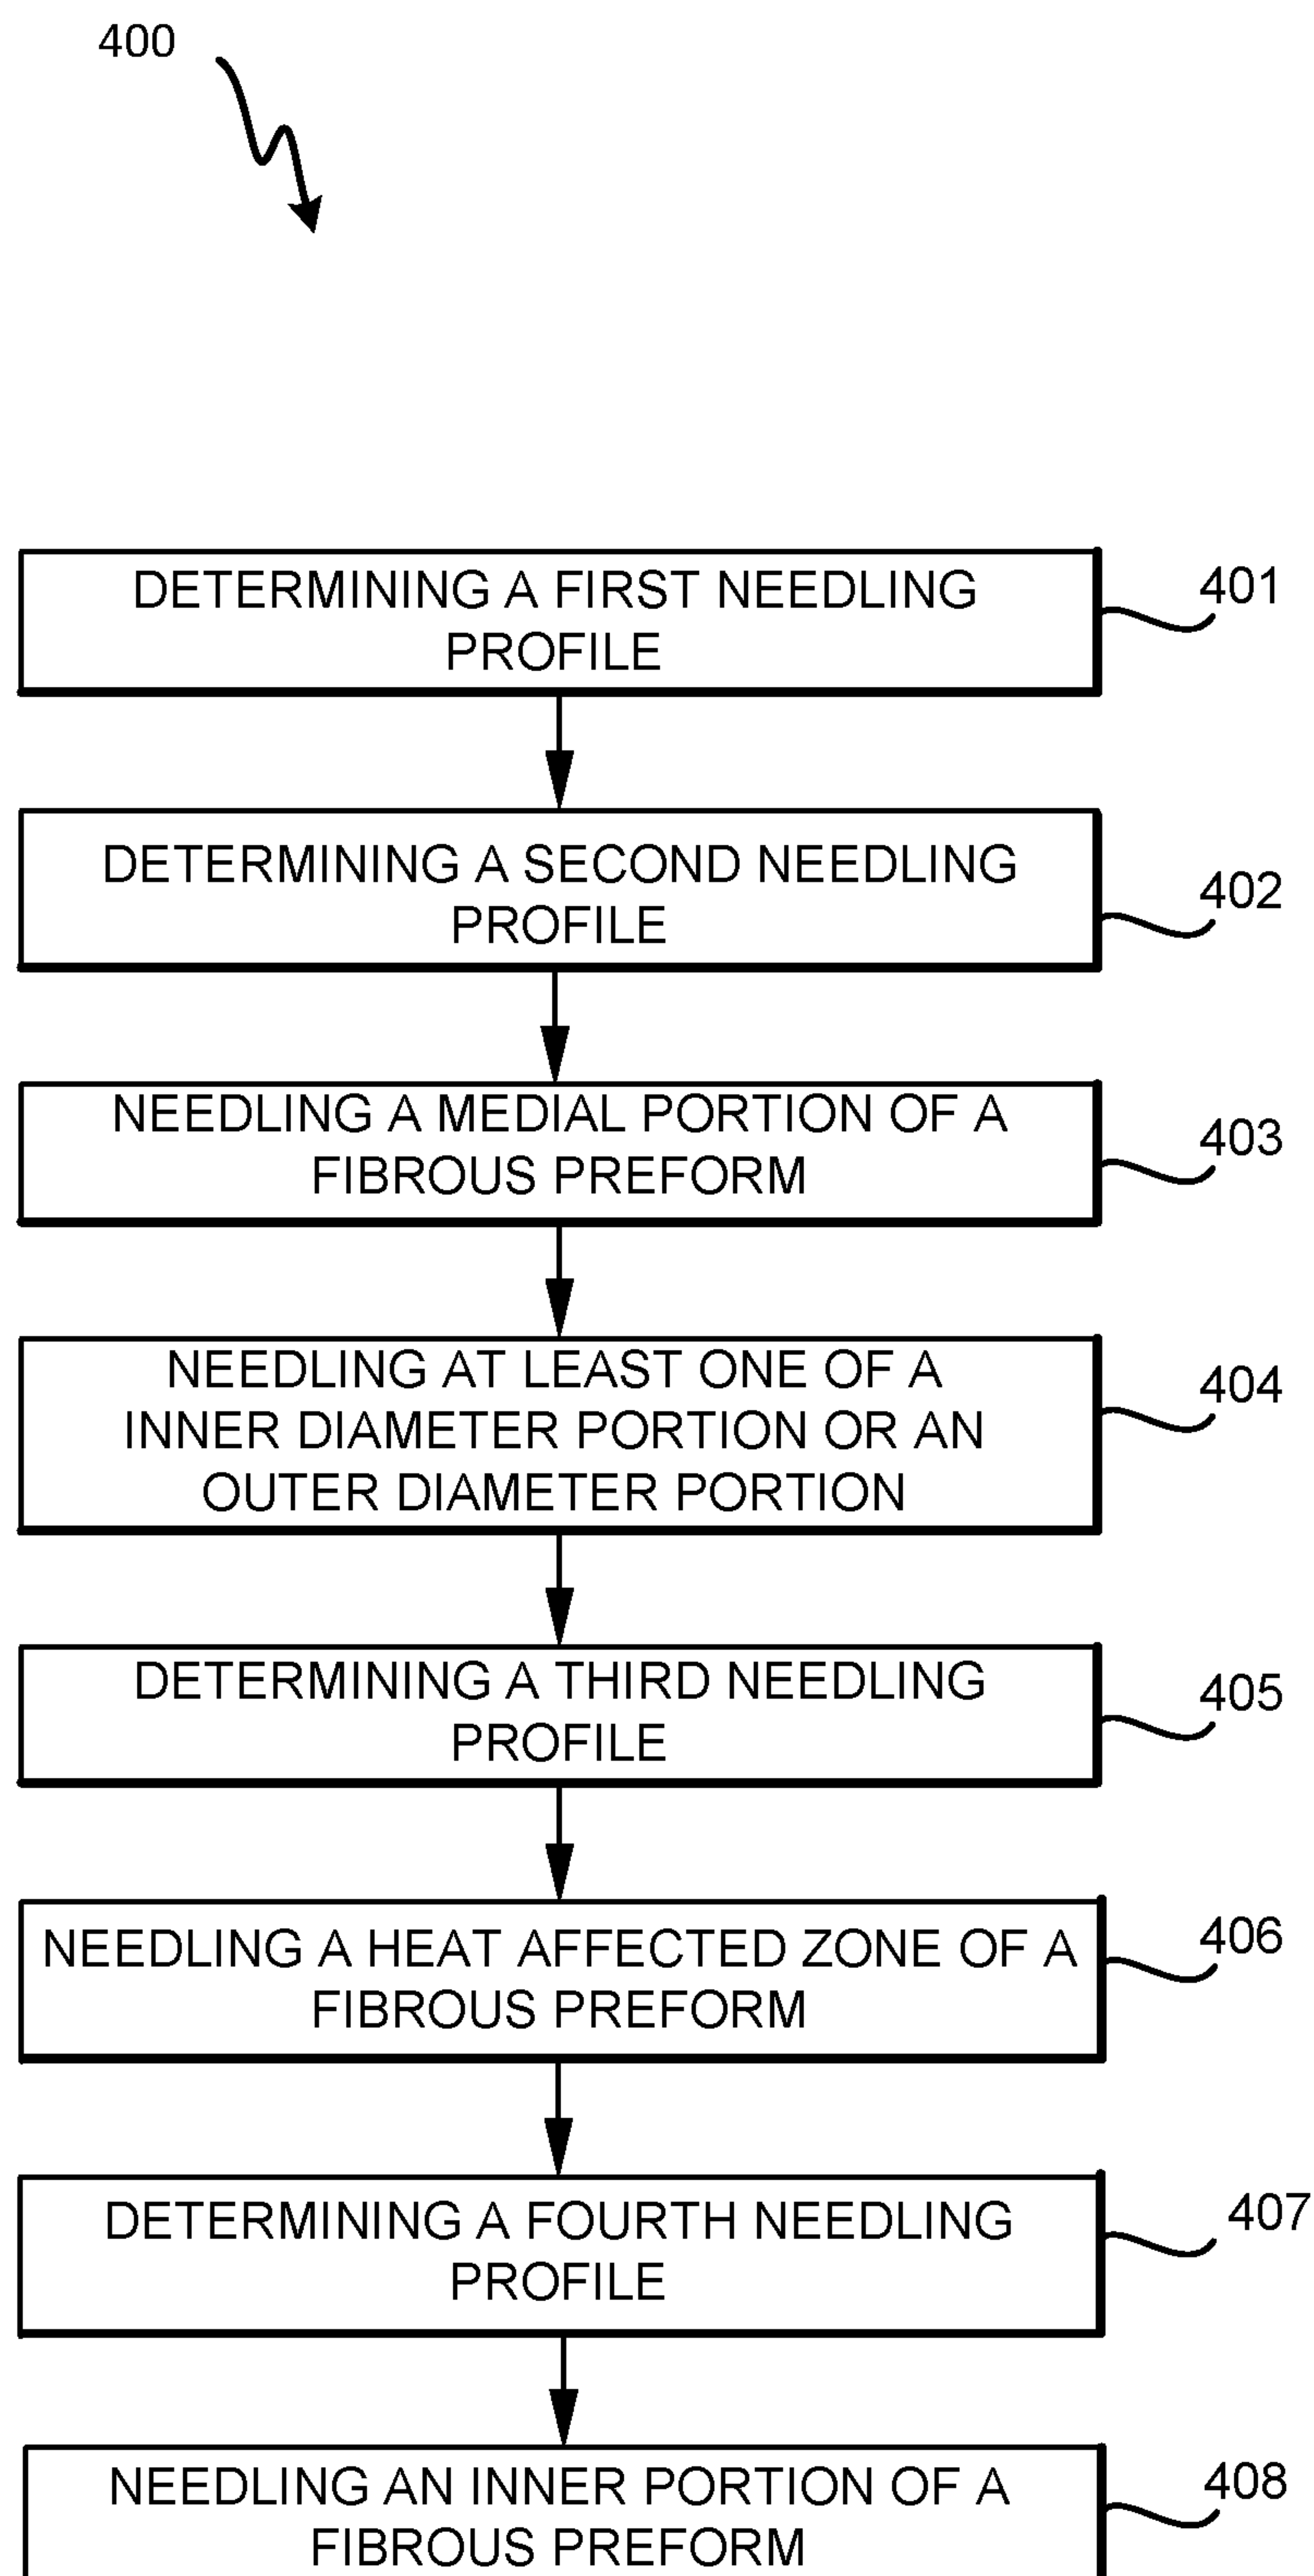 400
DETERMINING A FIRST NEEDLING
PROFILE
401
DETERMINING A SECOND NEEDLING
PROFILE
402
NEEDLING A MEDIAL PORTION OF A
FIBROUS PREFORM
403
NEEDLING AT LEAST ONE OF A
INNER DIAMETER PORTION OR AN
OUTER DIAMETER PORTION
404
DETERMINING A THIRD NEEDLING
PROFILE
405
NEEDLING A HEAT AFFECTED ZONE OF A
FIBROUS PREFORM
406
DETERMINING A FOURTH NEEDLING
PROFILE
407
NEEDLING AN INNER PORTION OF A
FIBROUS PREFORM
408